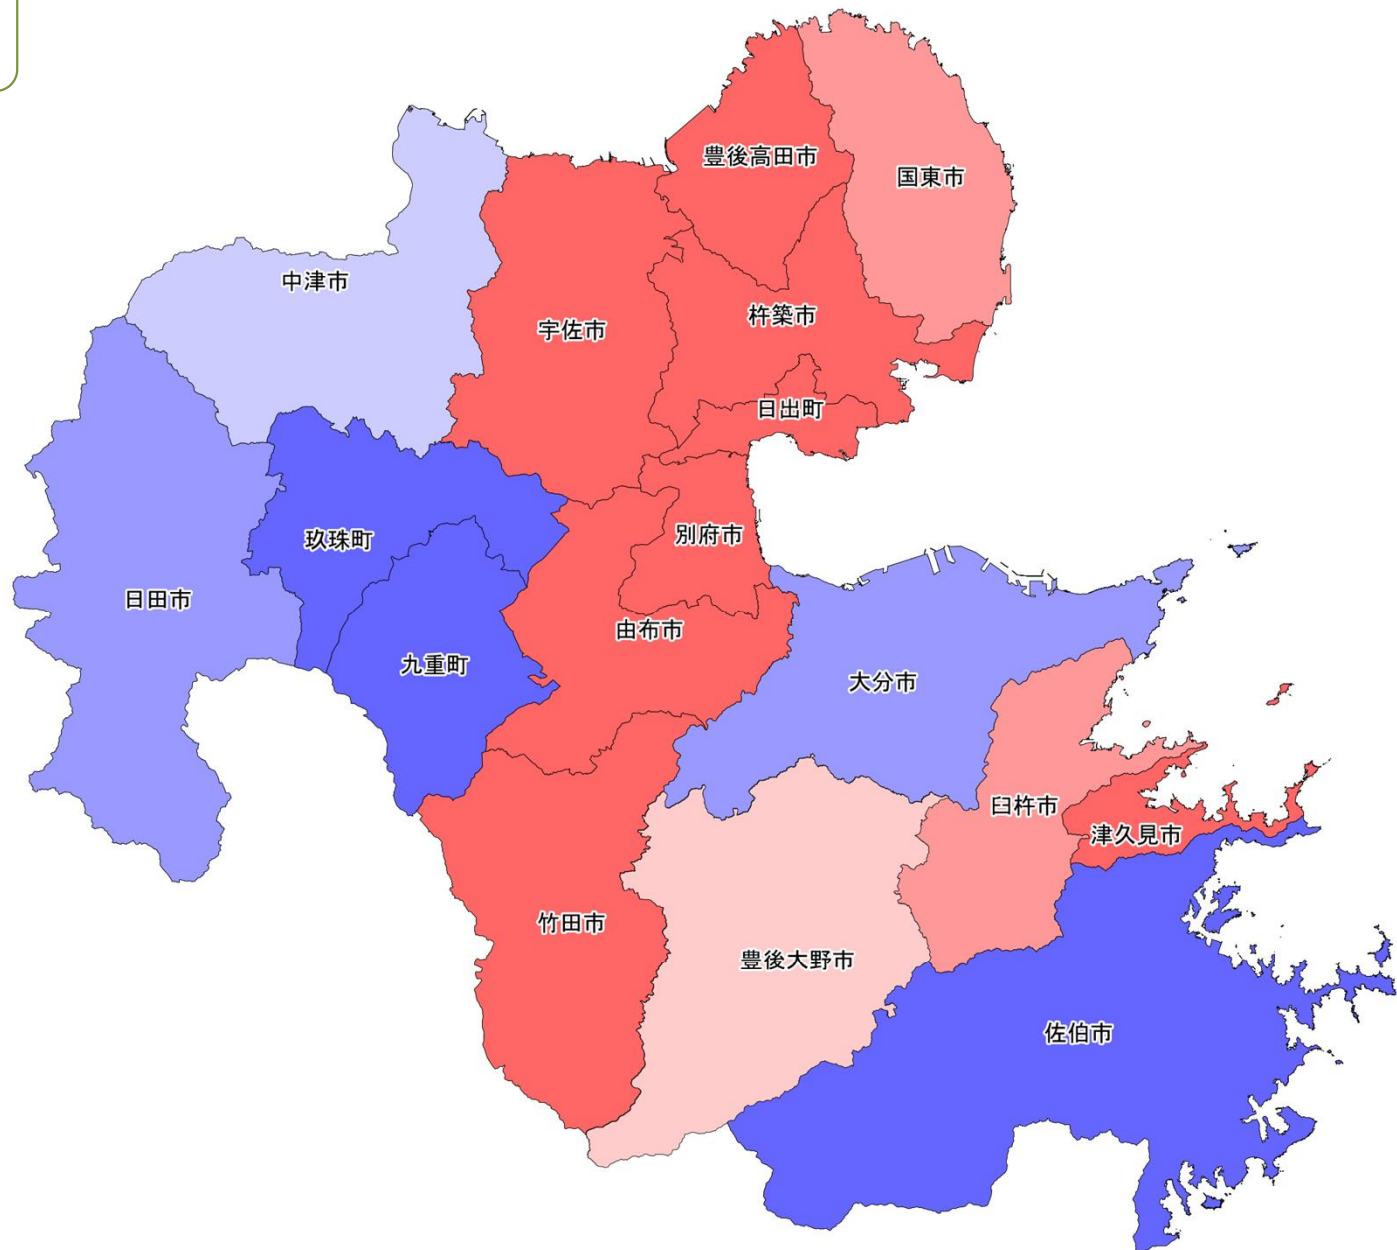 豊後高田市
国東市
中津市
杵築市
宇佐市
日出町
別府市
玖珠町
日田市
由布市
九重町
大分市
臼杵市
津久見市
竹田市
豊後大野市
佐伯市